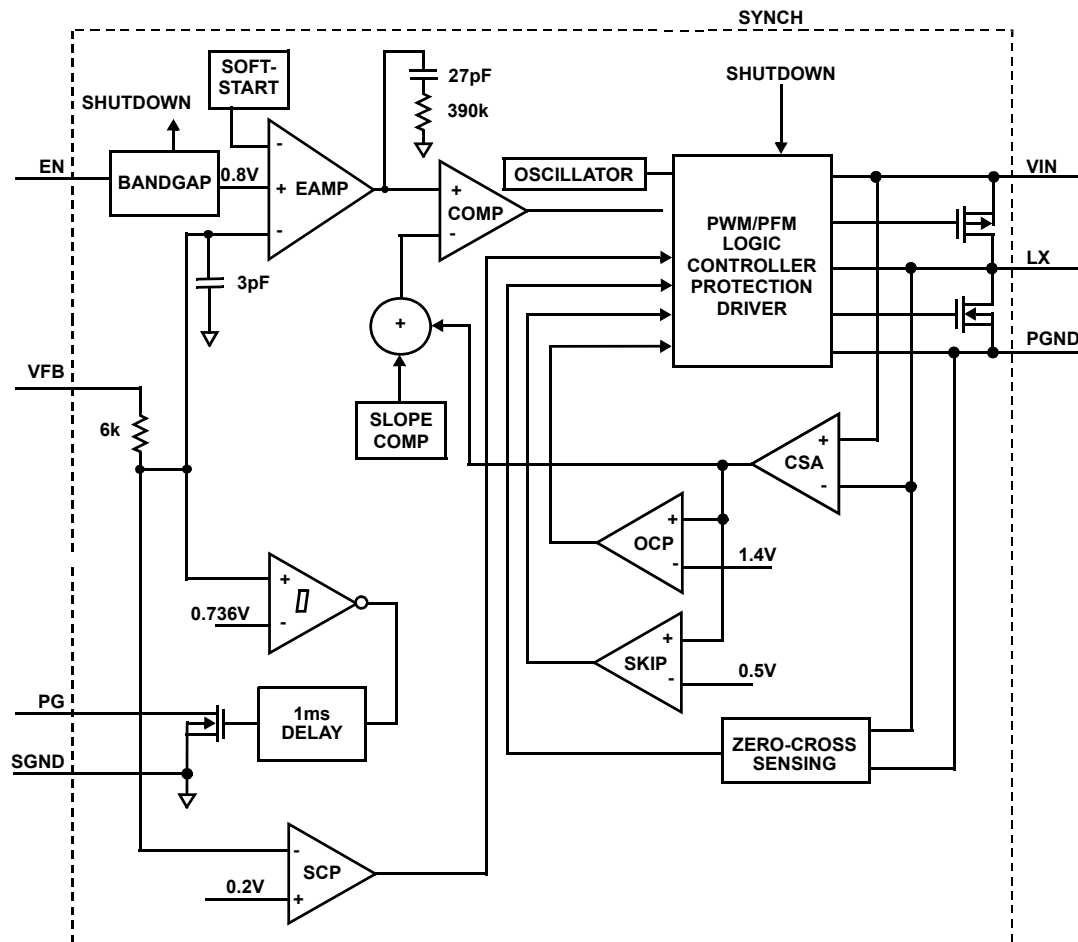 SYNCH
SOFT-
START
27pF
390k
SHUTDOWN
SHUTDOWN
EN
BANDGAP
0.8V
-
+
-
EAMP
+
-
COMP
OSCILLATOR
PWM/PFM
LOGIC
CONTROLLER
PROTECTION
DRIVER
VIN
LX
PGND
3pF
+
SLOPE
COMP
VFB
6k
+
-
CSA
+
-
OCP
1.4V
+
-
SKIP
0.5V
+
-
0.736V
PG
1ms
DELAY
SGND
ZERO-CROSS
SENSING
-
+
SCP
0.2V